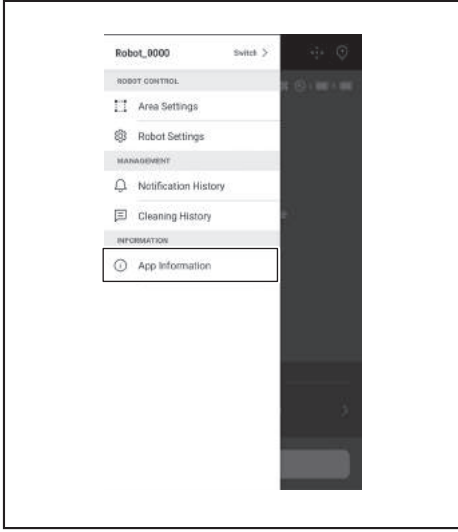 Robot_0000 Switch >
ROBOT CONTROL
Area Settings
Robot Settings
MANAGEMENT
Notification History
Cleaning History
INFORMATION
App Information